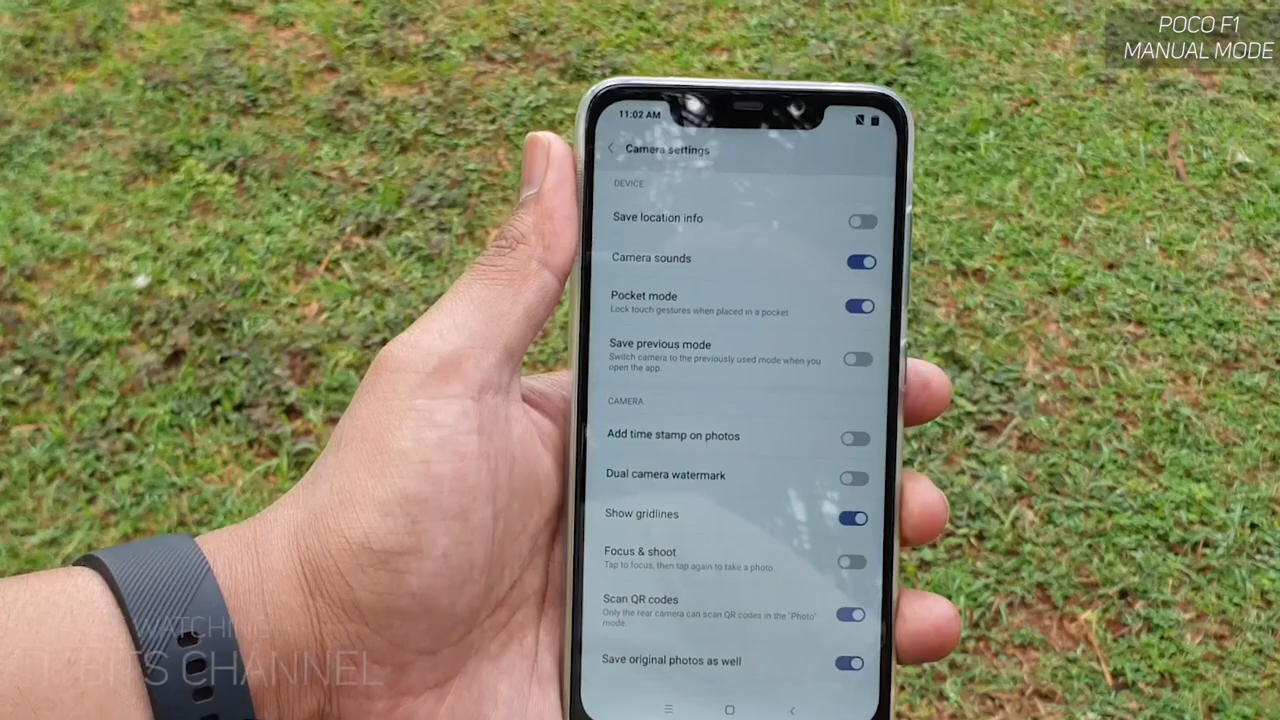 POCO F1
MANUAL MODE
11:02 AM
Camera settings
DEVICE
Save location info
Camera sounds
Pocket mode
Lock touch gestures when placed in a pocket
Save previous mode
Switch camera to the previously used mode when you
open the app.
CAMERA
Add time stamp on photos
Dual camera watermark
Show gridlines
Focus & shoot
Tap to focus, then tap again to take a photo.
Scan QR codes
Only the rear camera can scan QR codes in the "Photo"
mode.
Save original photos as well
CHANNEL